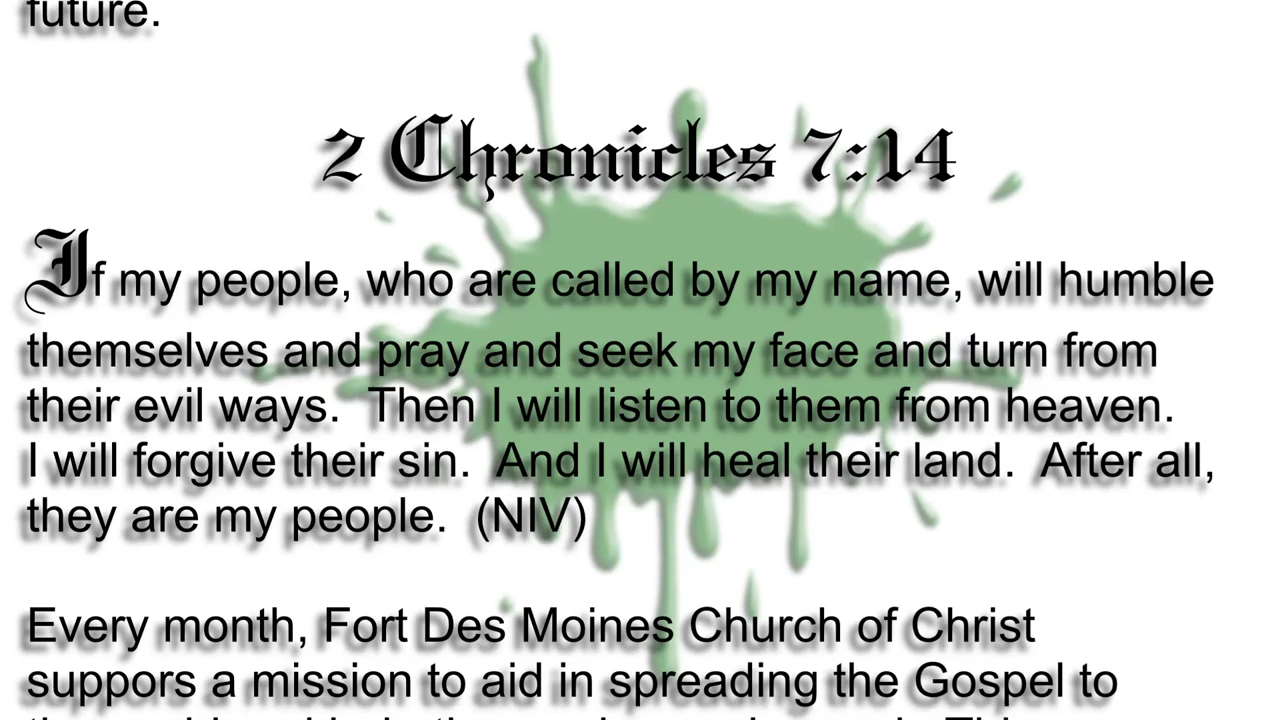 future.
2 Chronicles 7:14
If my people, who are called by my name, will humble
themselves and pray and seek my face and turn from
their evil ways.  Then I will listen to them from heaven.
I will forgive their sin.  And I will heal their land.  After all,
they are my people.  (NIV)
Every month, Fort Des Moines Church of Christ
suppors a mission to aid in spreading the Gospel to